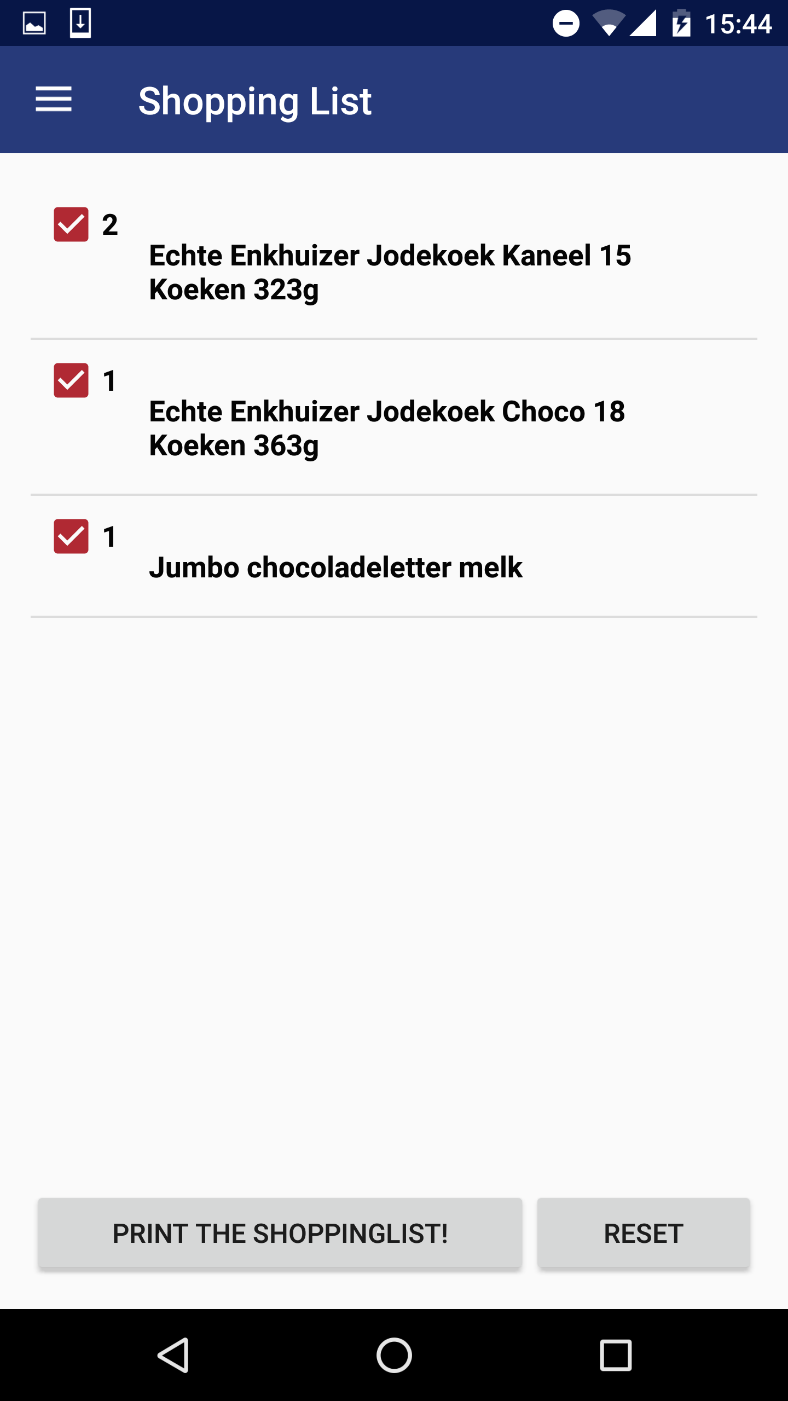 15:44
Shopping List
2
Echte Enkhuizer Jodekoek Kaneel 15
Koeken 323g
1
Echte Enkhuizer Jodekoek Choco 18
Koeken 363g
1
Jumbo chocoladeletter melk
PRINT THE SHOPPINGLIST!
RESET